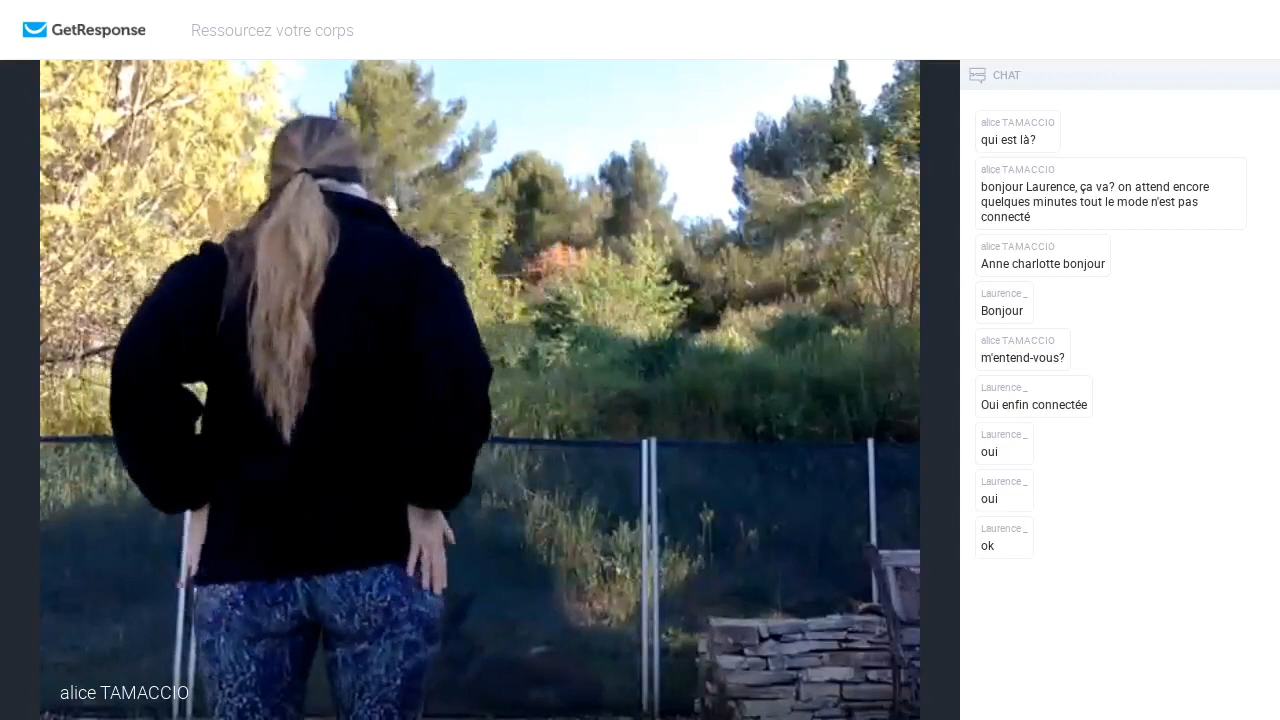 GetResponse
Ressourcez votre corps
CHAT
alice TAMACCIO
qui est là?
alice TAMACCIO
bonjour Laurence, ça va? on attend encore
quelques minutes tout le mode n'est pas
connecté
alice TAMACCIO
Anne charlotte bonjour
Laurence _
Bonjour
alice TAMACCIO
m'entend-vous?
Laurence _
Oui enfin connectée
Laurence _
oui
Laurence _
oui
Laurence _
ok
alice TAMACCIO